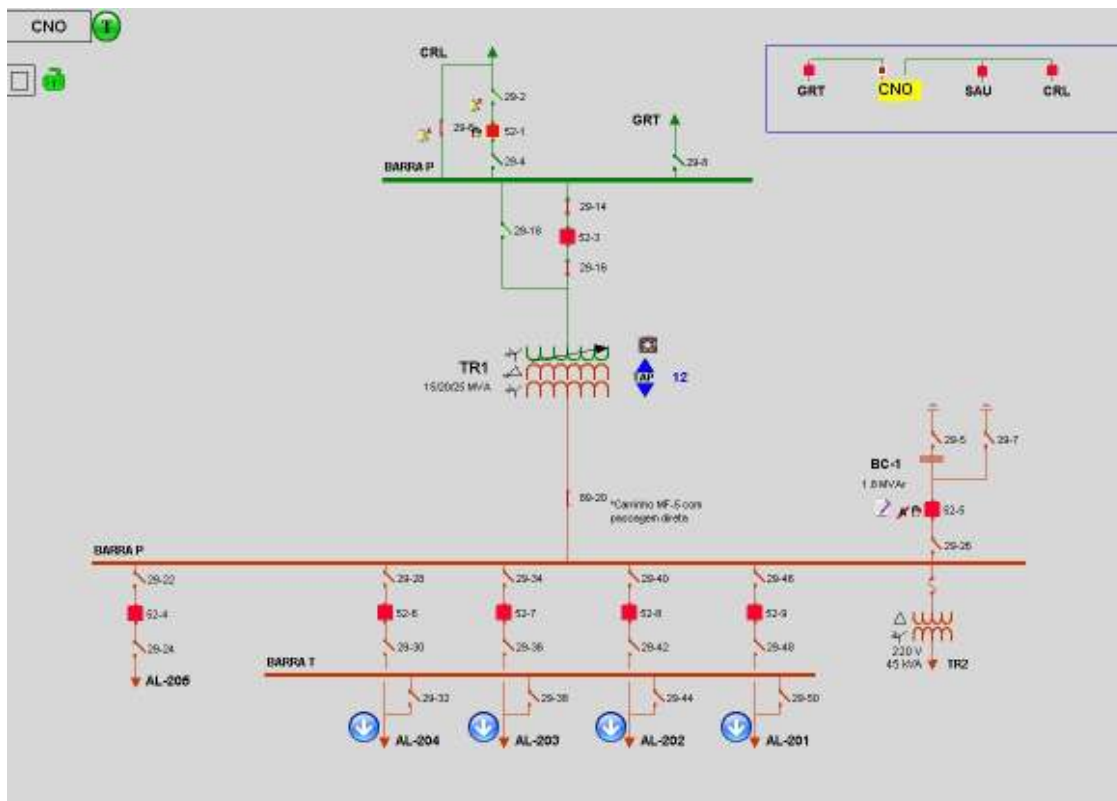 CNO
T
CRL
29-2
29-6
52-1
29-4
GRT
29-8
BARRA P
GRT
CNO
SAU
CRL
29-14
29-18
52-3
29-16
TR1
15/20/25 MVA
TAP
12
29-5
29-7
BC-1
1.8 MVAr
52-5
29-26
89-20
*Carrinho MF-5 com
passagem direta
BARRA P
29-22
29-28
29-34
29-40
29-46
52-4
52-6
52-7
52-8
52-9
29-24
29-30
29-36
29-42
29-48
220 V
45 kVA
TR2
BARRA T
AL-205
29-32
29-38
29-44
29-50
AL-204
AL-203
AL-202
AL-201